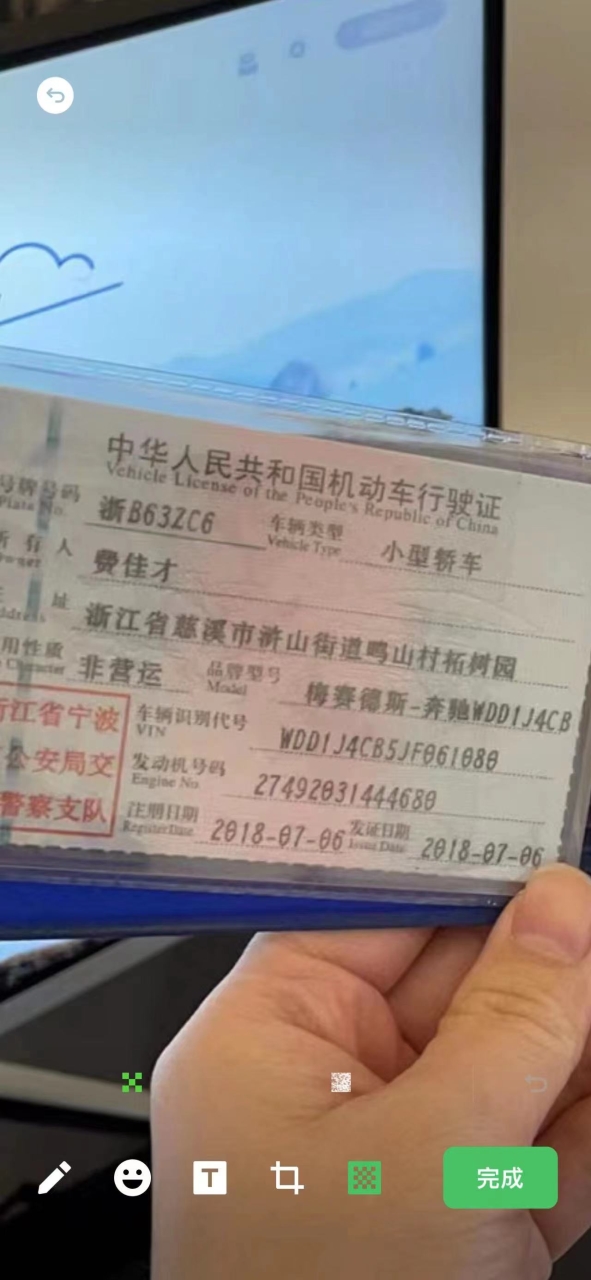 中华人民共和国机动车行驶证
Vehicle License of the People's Republic of China
号牌号码 浙B63ZC6 车辆类型 小型轿车
Plate No. Vehicle Type
所有人 费佳才
Owner
址 浙江省慈溪市浒山街道鸣山村柘树园
Address
用性质 非营运 品牌型号 梅赛德斯-奔驰WDD1J4CB
Character Model
江省宁波
公安局交
警察支队
车辆识别代号 WDD1J4CB5JF061080
VIN
发动机号码 27492031444680
Engine No.
注册日期 2018-07-06 发证日期 2018-07-06
Register Date Issue Date
T
完成